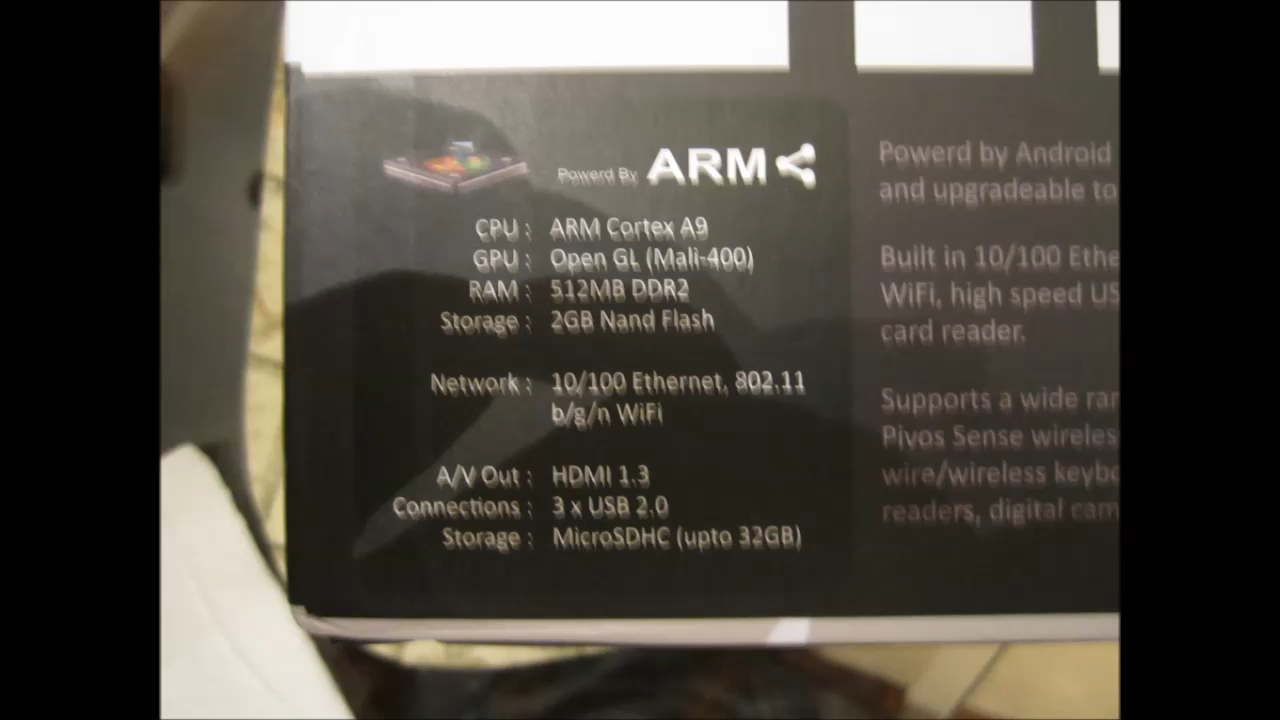 Powerd By ARM
CPU : ARM Cortex A9
GPU : Open GL (Mali-400)
RAM : 512MB DDR2
Storage : 2GB Nand Flash
Network : 10/100 Ethernet, 802.11
b/g/n WiFi
A/V Out : HDMI 1.3
Connections : 3 x USB 2.0
Storage : MicroSDHC (upto 32GB)
Powerd by Android
and upgradeable to
Built in 10/100 Ethe
WiFi, high speed US
card reader.
Supports a wide ran
Pivos Sense wireles
wire/wireless keybo
readers, digital cam